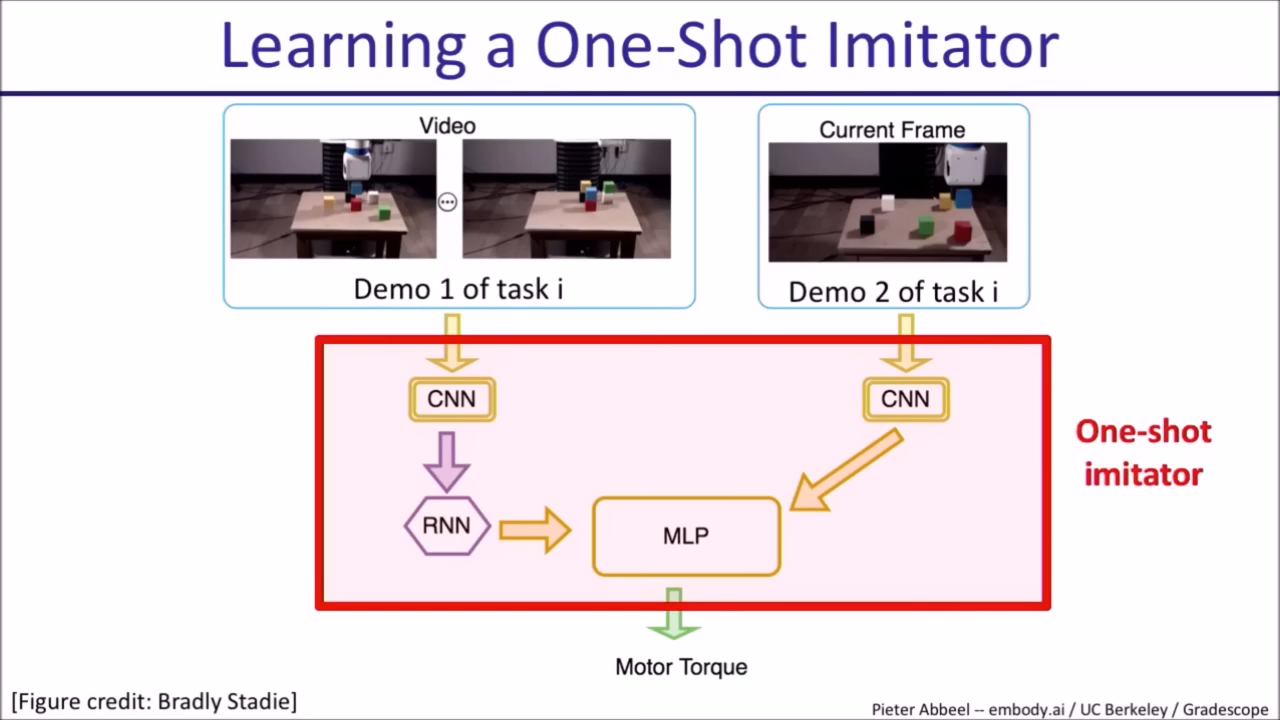 Learning a One-Shot Imitator
Video
Demo 1 of task i
Current Frame
Demo 2 of task i
CNN
CNN
One-shot
imitator
RNN
MLP
Motor Torque
[Figure credit: Bradly Stadie]
Pieter Abbeel -- embody.ai / UC Berkeley / Gradescope